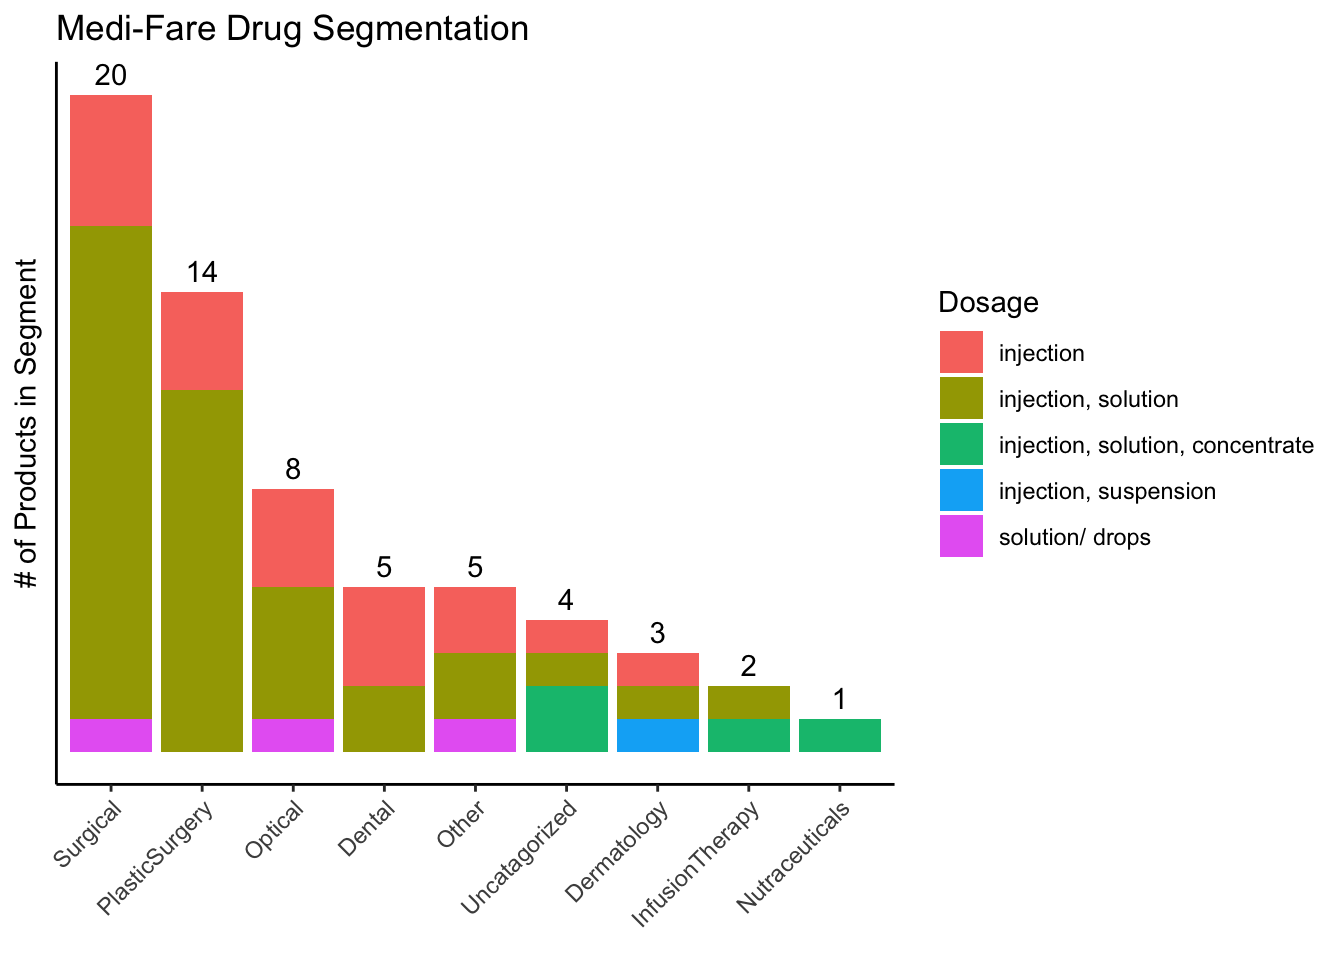 Medi-Fare Drug Segmentation
# of Products in Segment
20
14
8
5
5
4
3
2
1
Surgical
PlasticSurgery
Optical
Dental
Other
Uncatagorized
Dermatology
InfusionTherapy
Nutraceuticals
Dosage
injection
injection, solution
injection, solution, concentrate
injection, suspension
solution/ drops